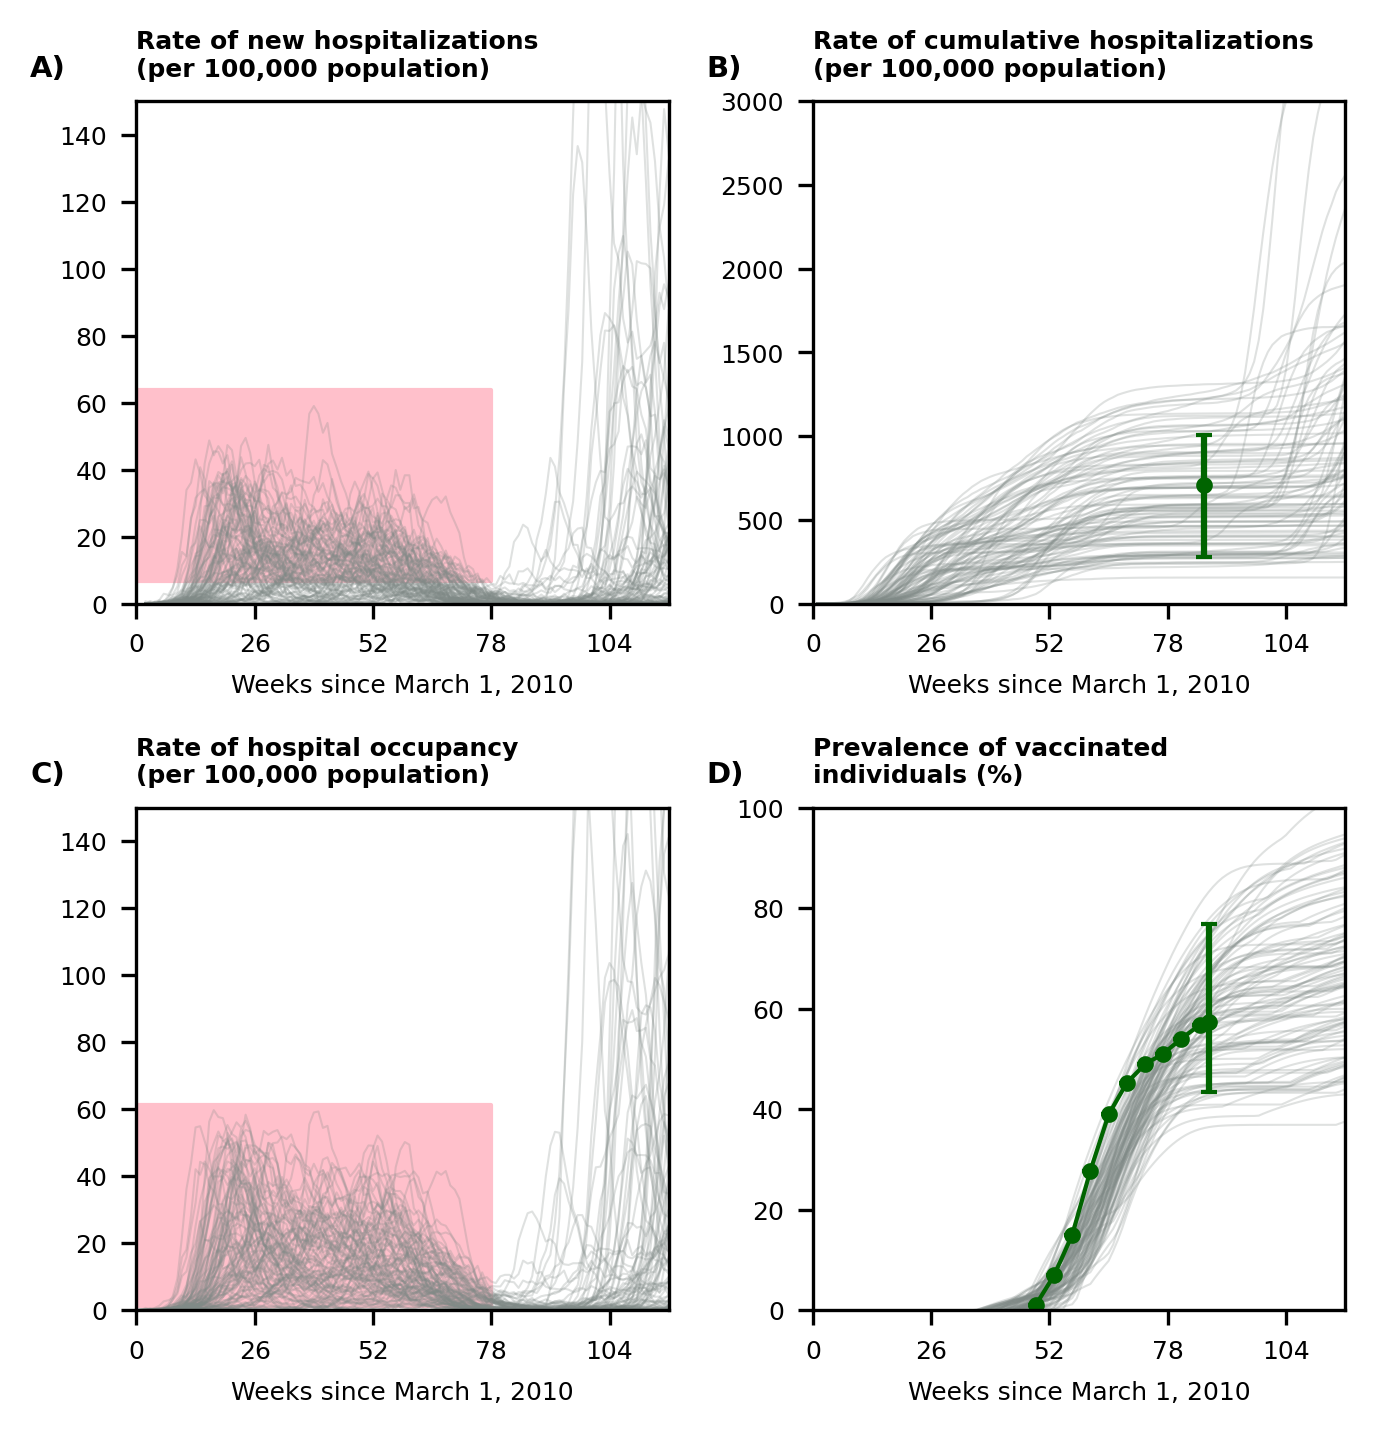 A)
Rate of new hospitalizations
(per 100,000 population)
140
120
100
80
60
40
20
0
0 26 52 78 104
Weeks since March 1, 2010
B)
Rate of cumulative hospitalizations
(per 100,000 population)
3000
2500
2000
1500
1000
500
0
0 26 52 78 104
Weeks since March 1, 2010
C)
Rate of hospital occupancy
(per 100,000 population)
140
120
100
80
60
40
20
0
0 26 52 78 104
Weeks since March 1, 2010
D)
Prevalence of vaccinated
individuals (%)
100
80
60
40
20
0
0 26 52 78 104
Weeks since March 1, 2010